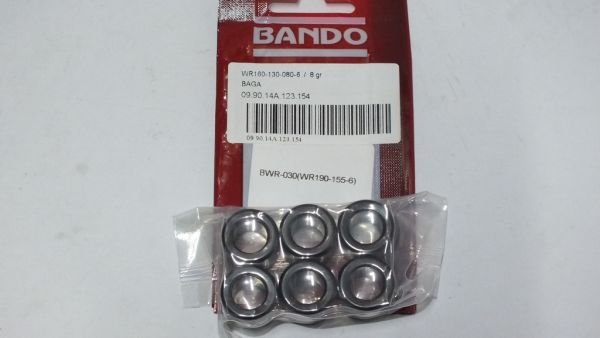 BANDO
WR160-130-080-6 / 8 gr
BAGA
09.90.14A.123.154
09.90.14A.123.154
BWR-030(WR190-155-6)